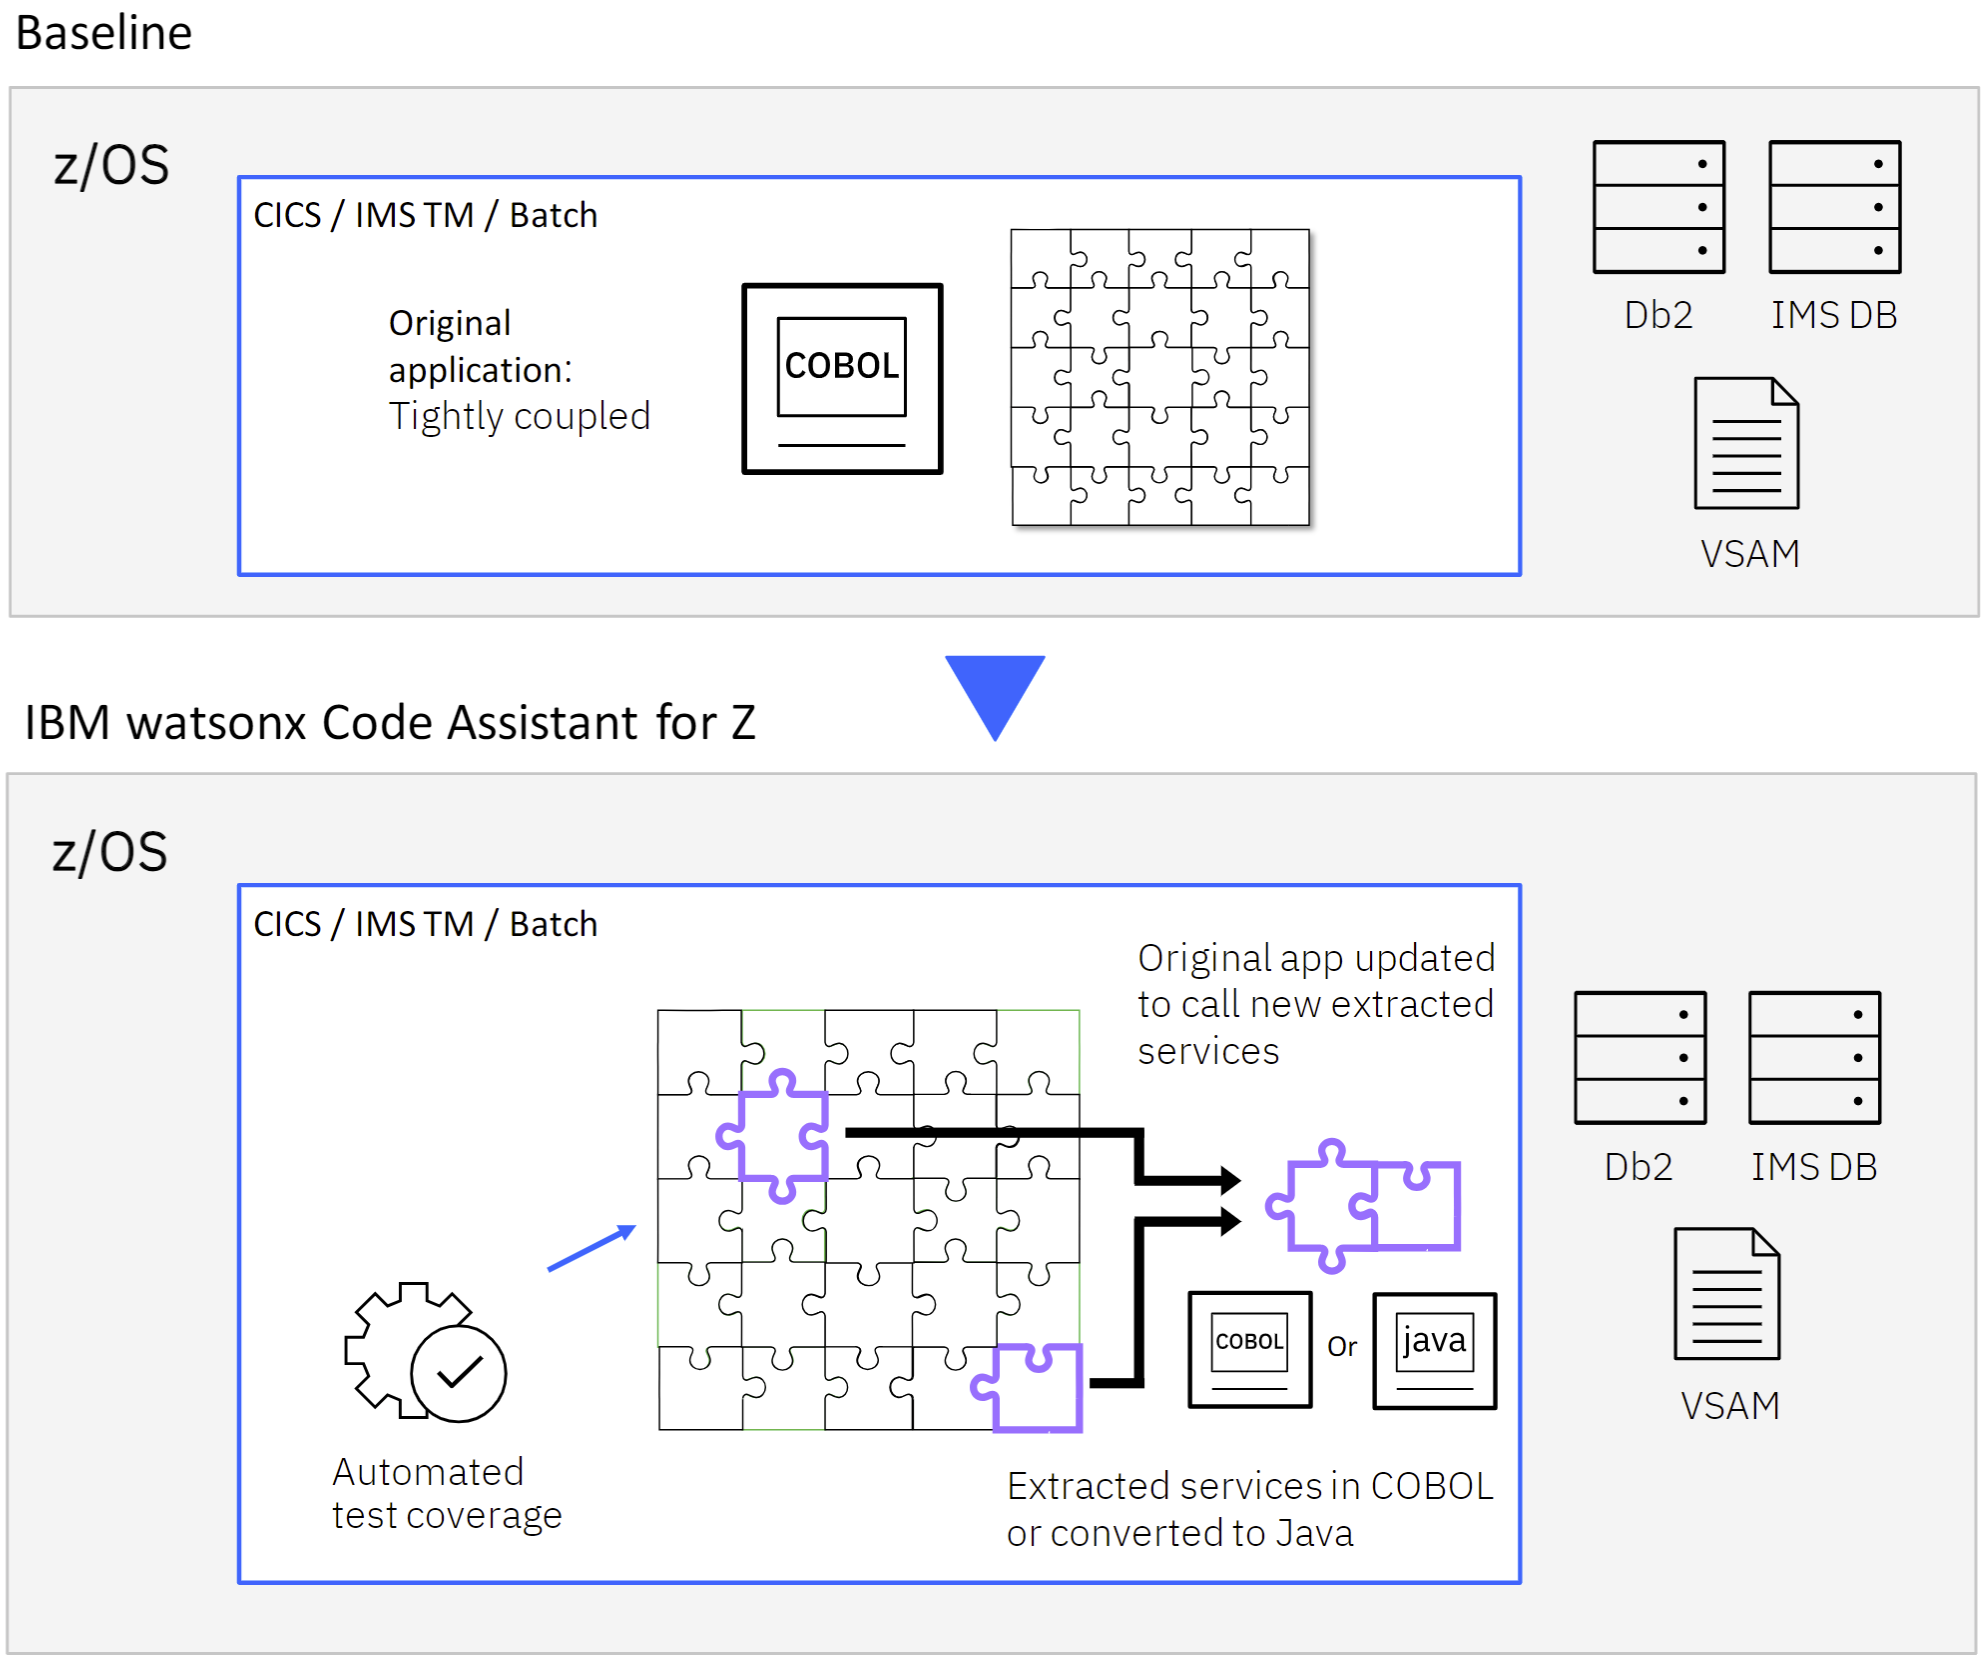 Baseline
z/OS
CICS / IMS TM / Batch
Original
application:
Tightly coupled
COBOL
Db2
IMS DB
VSAM
IBM watsonx Code Assistant for Z
z/OS
CICS / IMS TM / Batch
Original app updated
to call new extracted
services
Automated
test coverage
COBOL
Or
java
Extracted services in COBOL
or converted to Java
Db2
IMS DB
VSAM